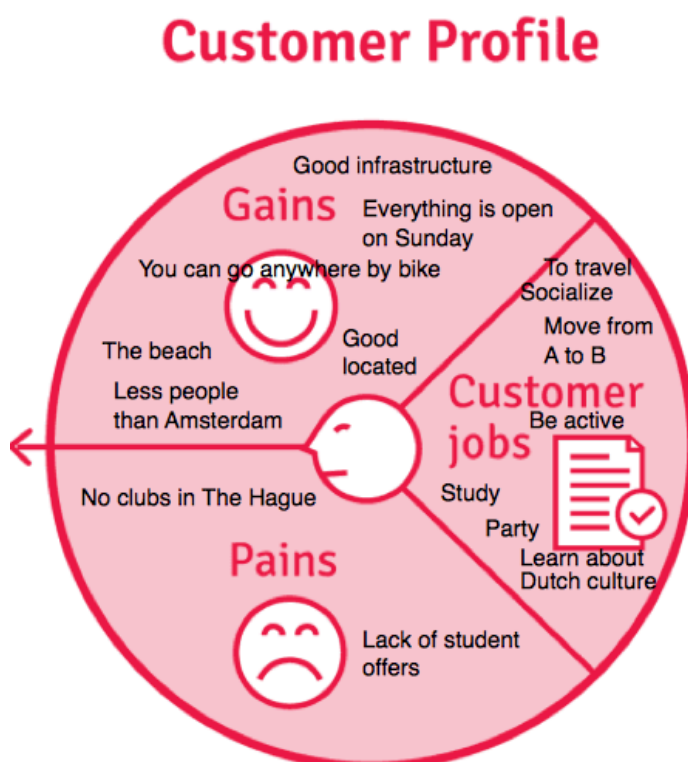 Customer Profile
Good infrastructure
Gains
Everything is open
on Sunday
You can go anywhere by bike
The beach
Good
located
Less people
than Amsterdam
To travel
Socialize
Move from
A to B
Customer
jobs
Be active
Study
Party
Learn about
Dutch culture
No clubs in The Hague
Pains
Lack of student
offers